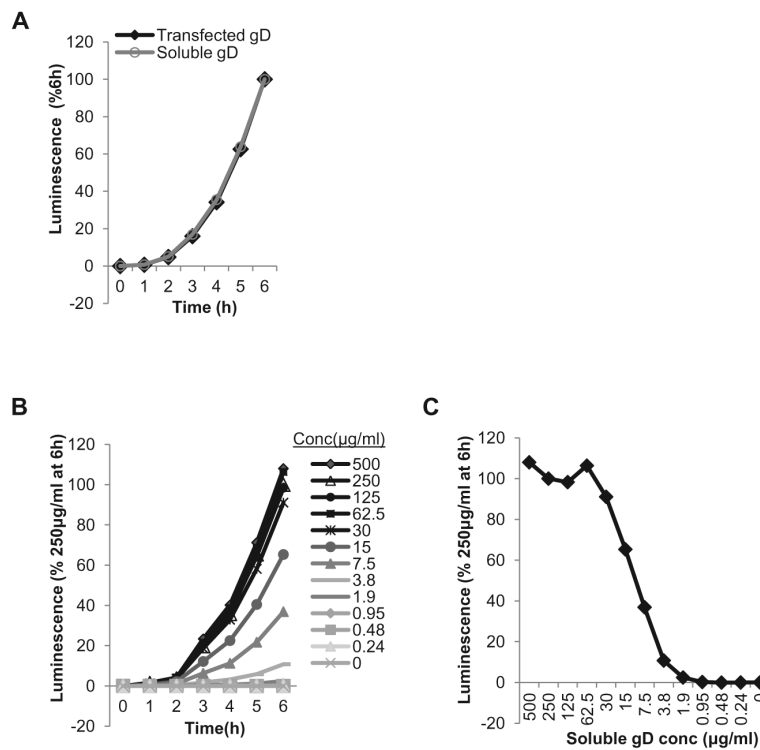 A
Transfected gD
Soluble gD
Luminescence (%6h)
120
100
80
60
40
20
0
-20
0 1 2 3 4 5 6
Time (h)
B
Luminescence (% 250µg/ml at 6h)
120
100
80
60
40
20
0
-20
0 1 2 3 4 5 6
Time(h)
Conc(µg/ml)
500
250
125
62.5
30
15
7.5
3.8
1.9
0.95
0.48
0.24
0
C
Luminescence (% 250µg/ml at 6h)
120
100
80
60
40
20
0
-20
500 250 125 62.5 30 15 7.5 3.8 1.9 0.95 0.48 0.24 0
Soluble gD conc (µg/ml)